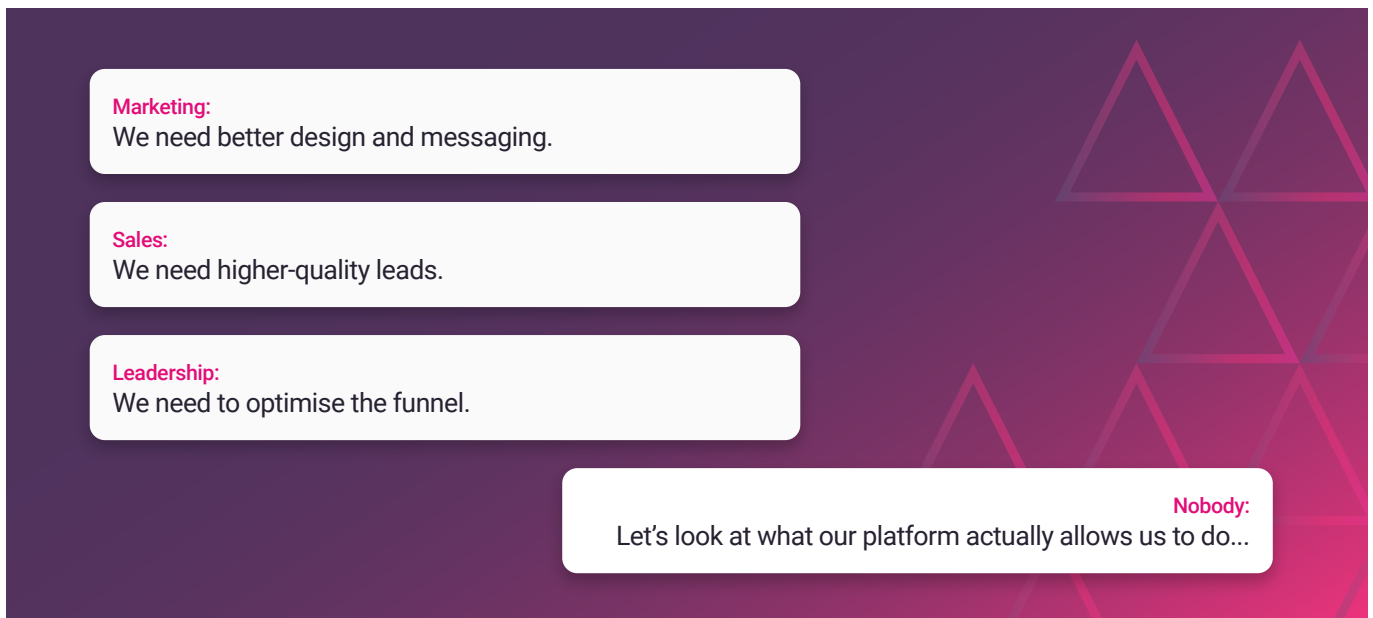 Marketing:
We need better design and messaging.
Sales:
We need higher-quality leads.
Leadership:
We need to optimise the funnel.
Nobody:
Let’s look at what our platform actually allows us to do...